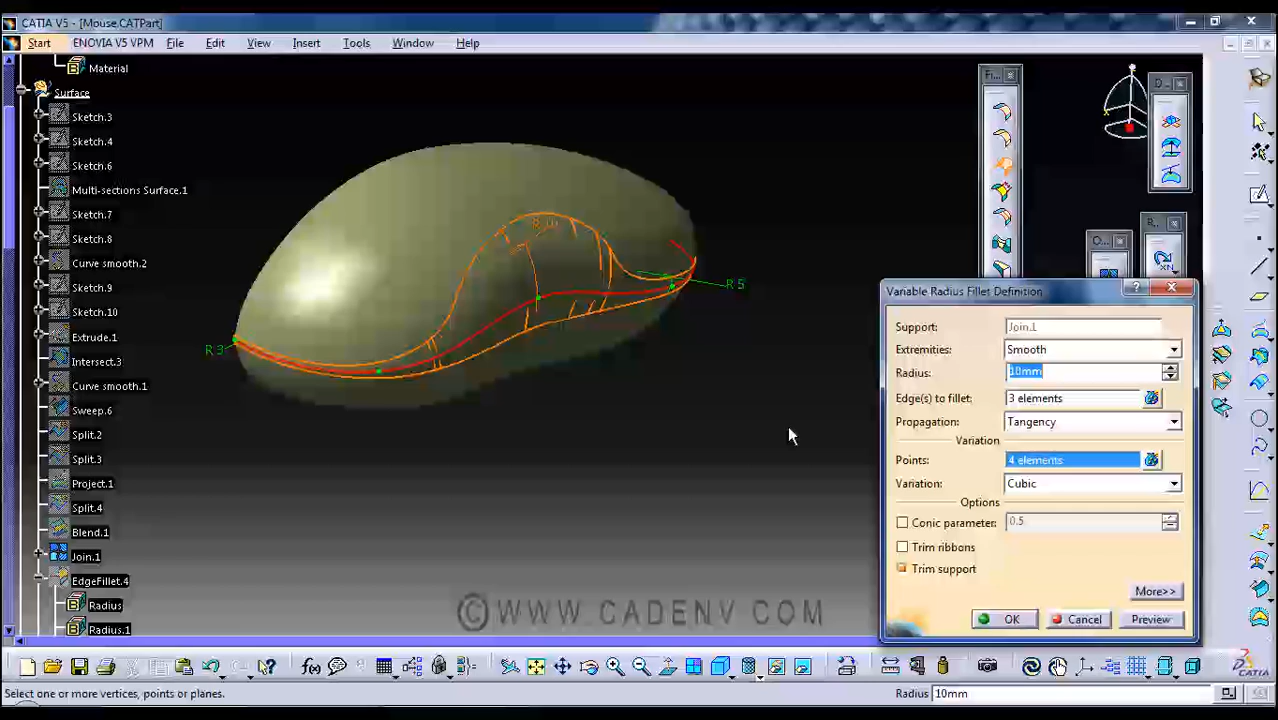 CATIA V5 - [Mouse.CATPart]
Start ENOVIA V5 VPM File Edit View Insert Tools Window Help
Material
Surface
Sketch.3
Sketch.4
Sketch.6
Multi-sections Surface.1
Sketch.7
Sketch.8
Curve smooth.2
Sketch.9
Sketch.10
Extrude.1
Intersect.3
Curve smooth.1
Sweep.6
Split.2
Split.3
Project.1
Split.4
Blend.1
Join.1
EdgeFillet.4
Radius
Radius.1
R 3
R 5
Fi...
D...
O...
R...
Variable Radius Fillet Definition
Support: Join.1
Extremities: Smooth
Radius: 10mm
Edge(s) to fillet: 3 elements
Propagation: Tangency
Variation
Points: 4 elements
Variation: Cubic
Options
Conic parameter: 0.5
Trim ribbons
Trim support
More>>
OK Cancel Preview
© WWW.CADENV.COM
f(x)
CATIA
Select one or more vertices, points or planes.
Radius 10mm